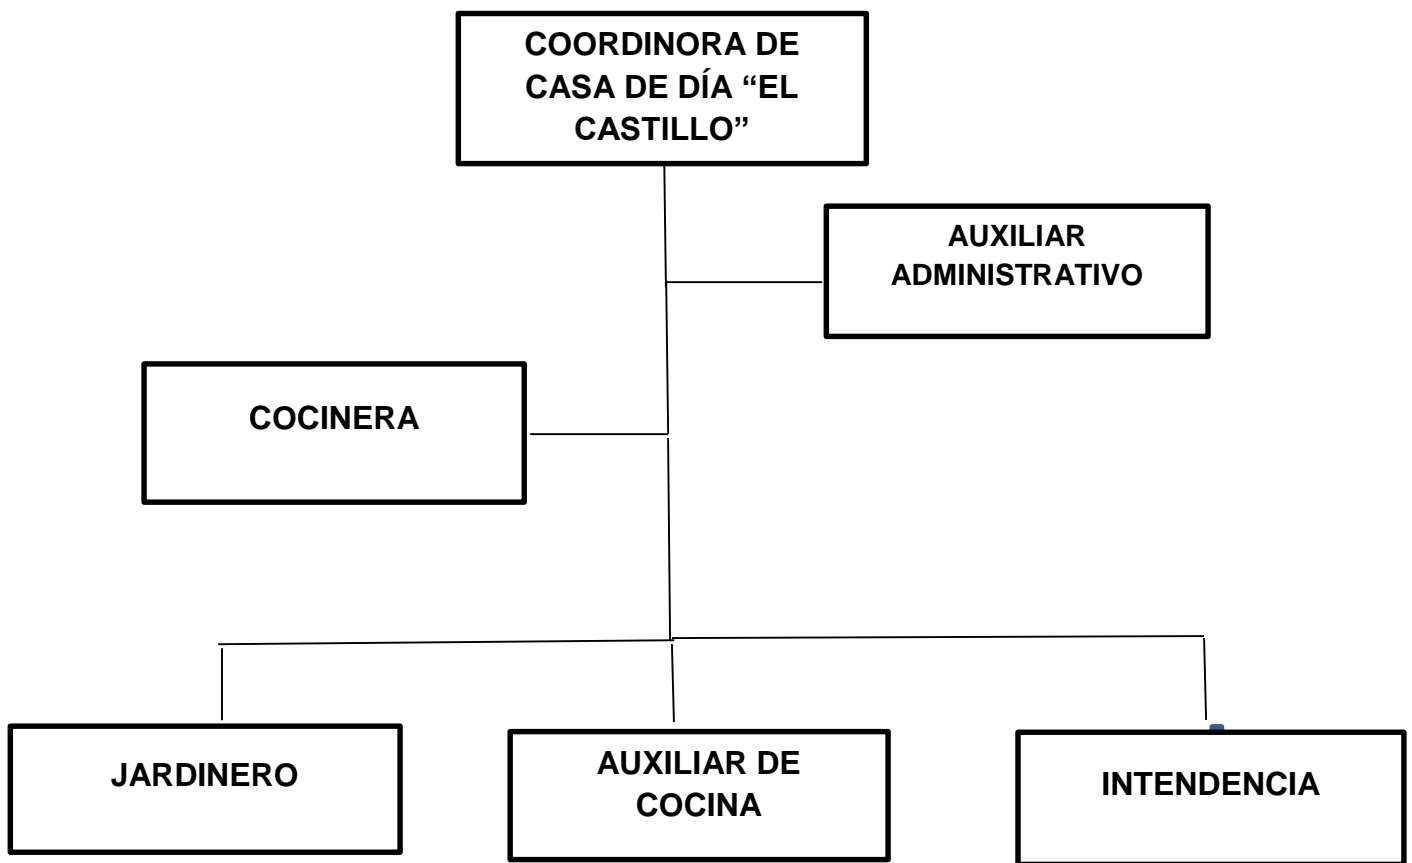 COORDINORA DE
CASA DE DÍA “EL
CASTILLO”
AUXILIAR
ADMINISTRATIVO
COCINERA
JARDINERO
AUXILIAR DE
COCINA
INTENDENCIA